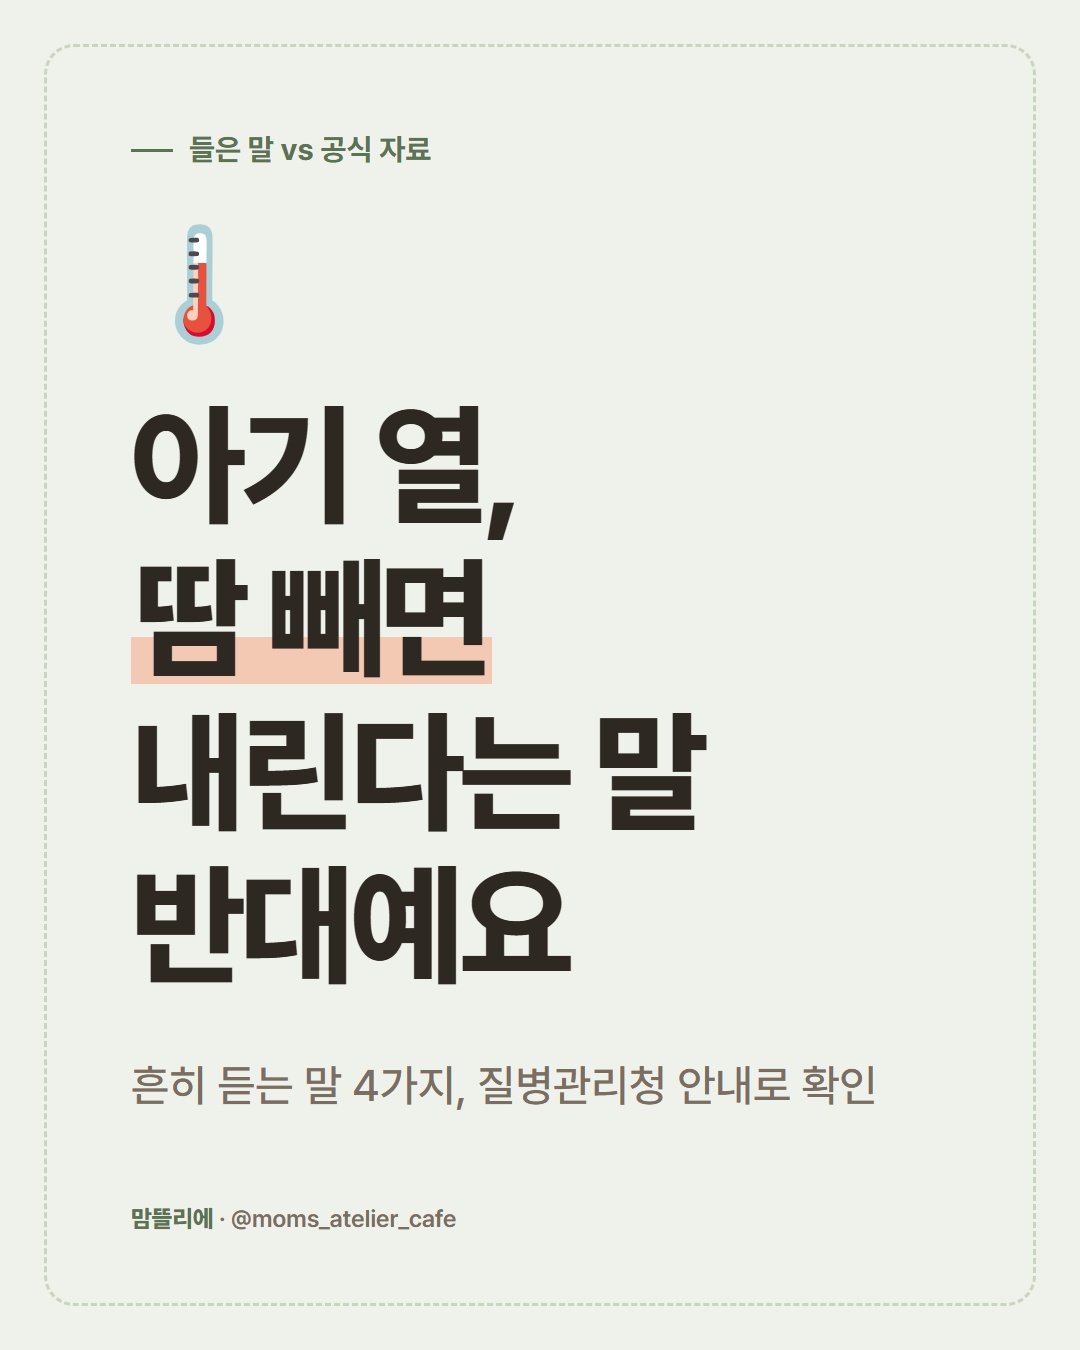 들은 말 vs 공식 자료
아기 열,
땀 빼면
내린다는 말
반대예요
흔히 듣는 말 4가지, 질병관리청 안내로 확인
맘뜰리에 · @moms_atelier_cafe